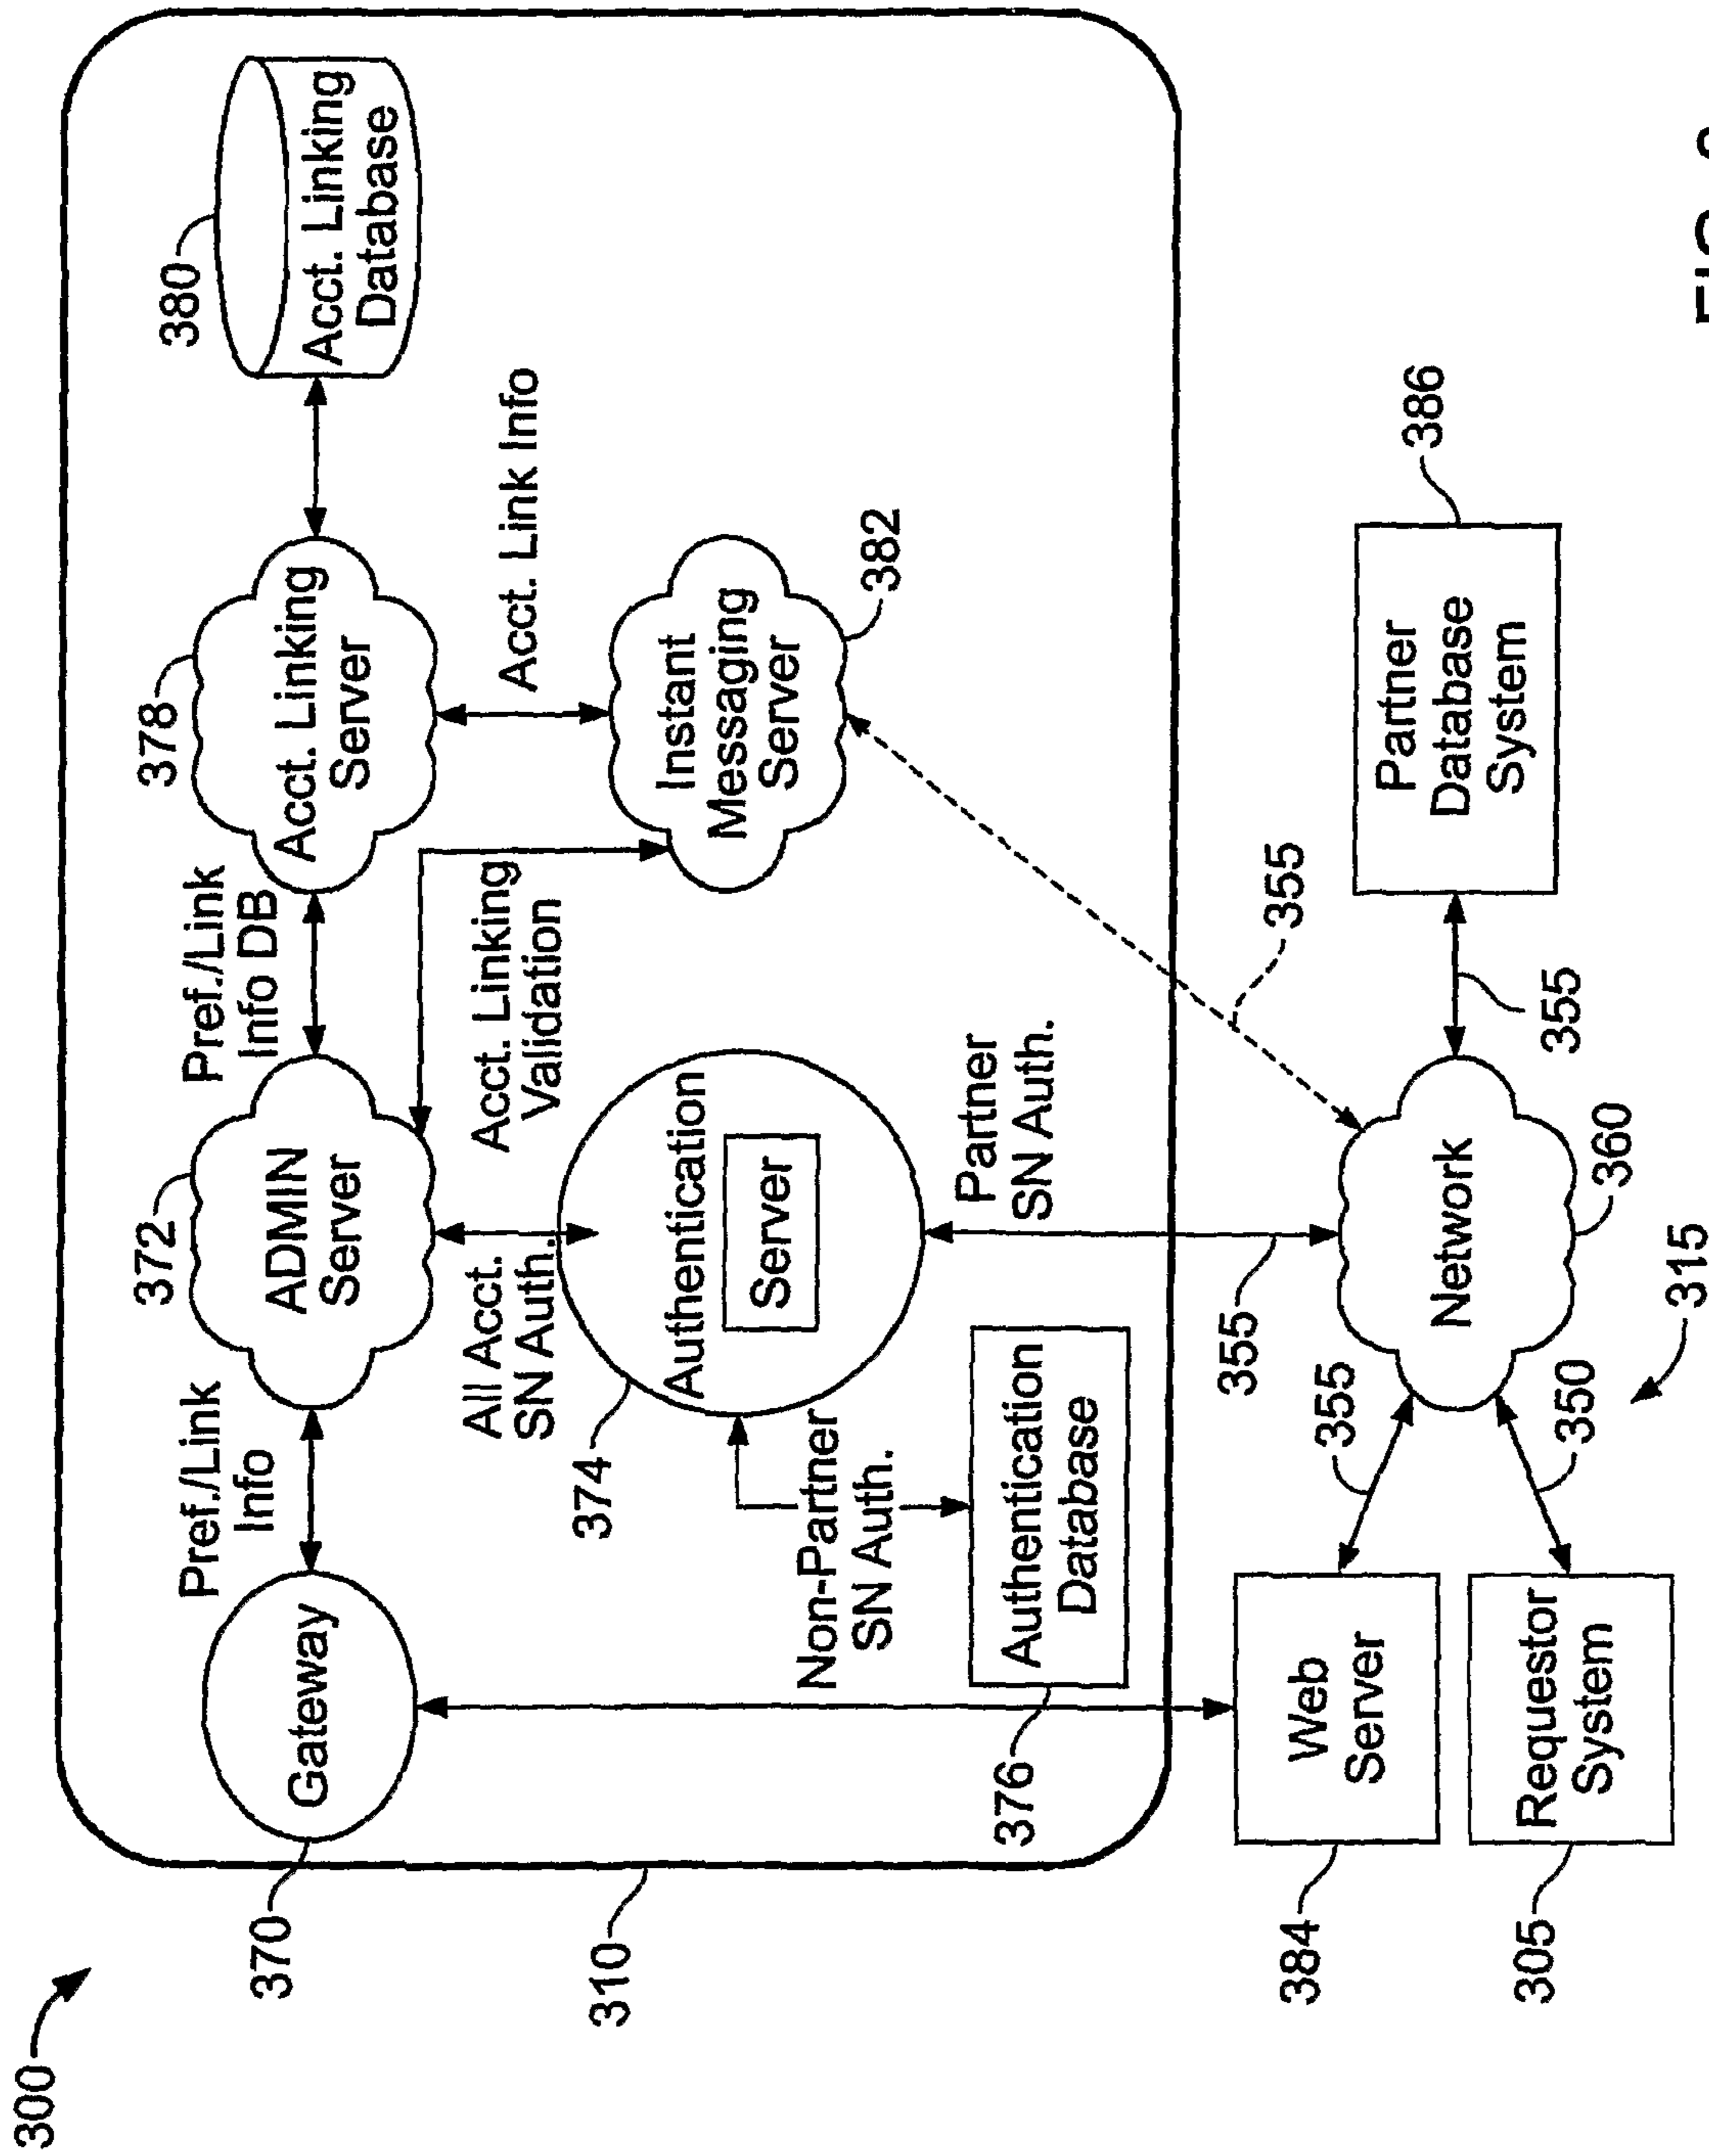 300
370
Gateway
Pref./Link
Info
372
ADMIN
Server
Pref./Link
Info DB
378
Acct. Linking
Server
380
Acct. Linking
Database
All Acct.
SN Auth.
Acct. Linking
Validation
Acct. Link Info
374
Authentication
Server
Instant
Messaging
Server
382
Non-Partner
SN Auth.
376
Authentication
Database
Partner
SN Auth.
310
355
355
384
Web
Server
355
Network
360
355
Partner
Database
System
386
305
Requestor
System
350
315
FIG.